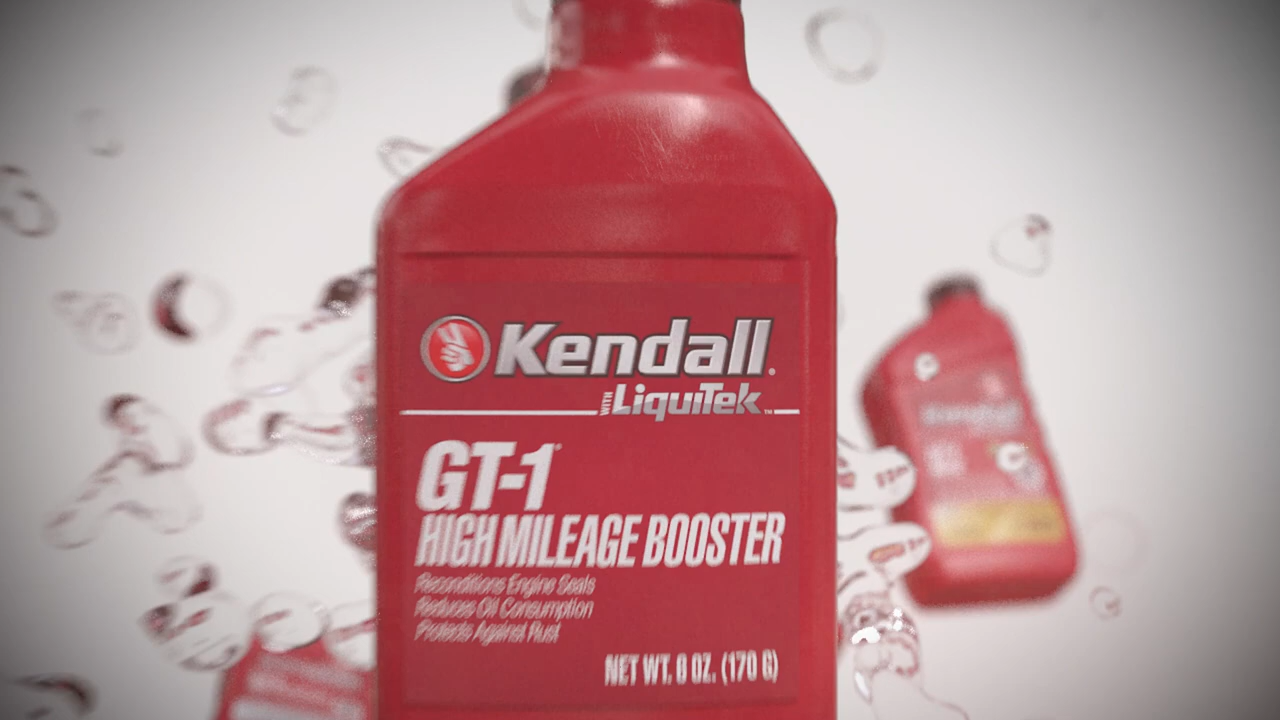 Kendall®
WITH LiquiTek™
GT-1®
HIGH MILEAGE BOOSTER
Reconditions Engine Seals
Reduces Oil Consumption
Protects Against Rust
NET WT. 6 OZ. (170 G)